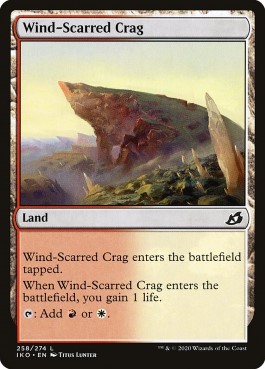 Wind-Scarred Crag
Land
Wind-Scarred Crag enters the battlefield
tapped.
When Wind-Scarred Crag enters the
battlefield, you gain 1 life.
: Add or .
258/274 L
IKO • EN Titus Lunter
™ & © 2020 Wizards of the Coast